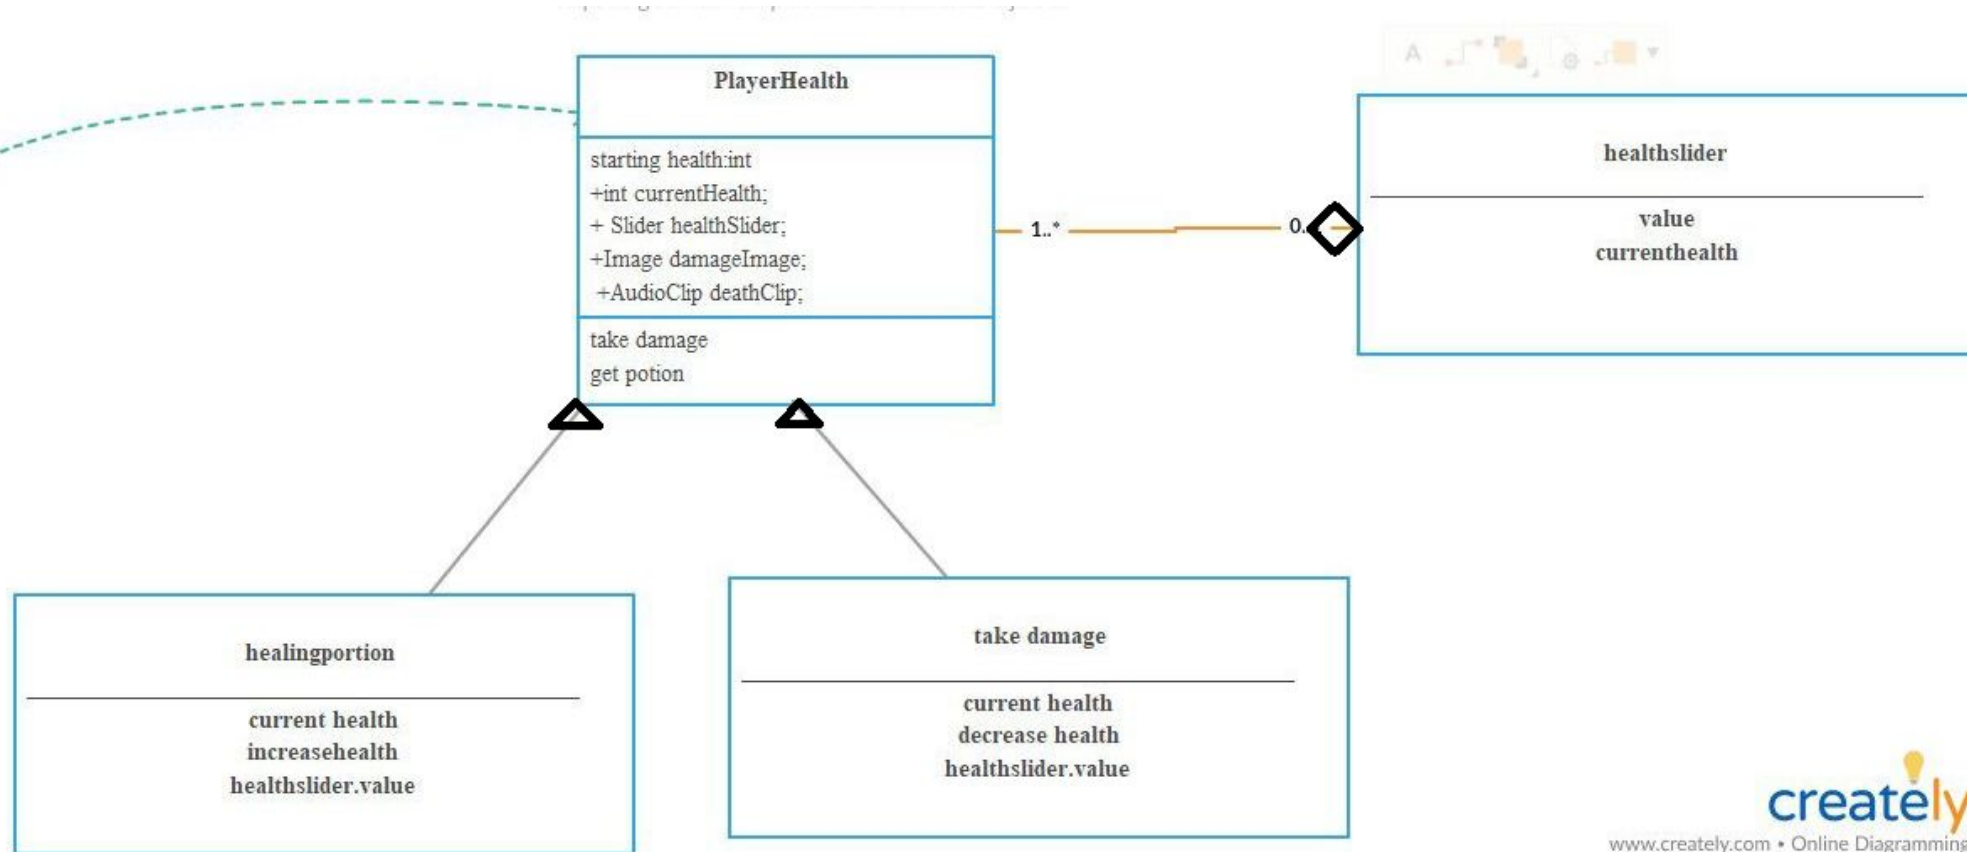 PlayerHealth
starting health:int
+int currentHealth;
+ Slider healthSlider;
+Image damageImage;
+AudioClip deathClip;
take damage
get potion
1..*
0.
A
healthslider
value
currenthealth
healingportion
current health
increasehealth
healthslider.value
take damage
current health
decrease health
healthslider.value
creately
www.creately.com • Online Diagramming